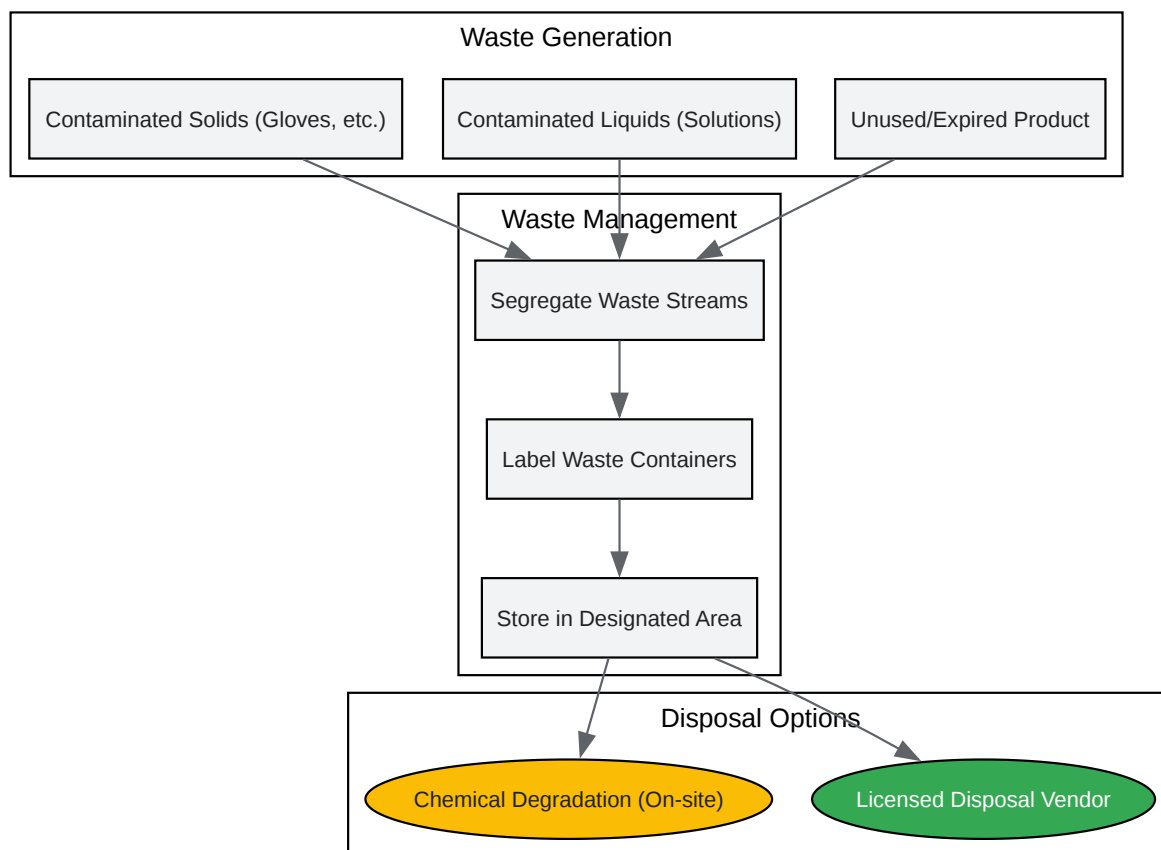 Waste Generation
Contaminated Solids (Gloves, etc.)
Contaminated Liquids (Solutions)
Unused/Expired Product
Waste Management
Segregate Waste Streams
Label Waste Containers
Store in Designated Area
Disposal Options
Chemical Degradation (On-site)
Licensed Disposal Vendor